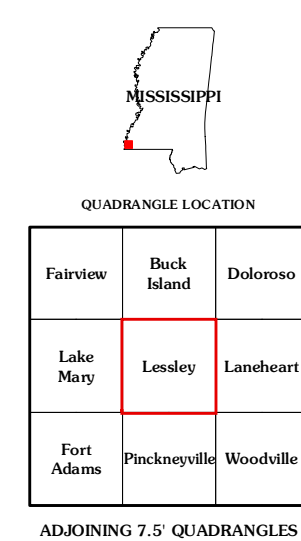 MISSISSIPPI
QUADRANGLE LOCATION
Fairview
Buck
Island
Doloroso
Lake
Mary
Lessley
Laneheart
Fort
Adams
Pinckneyville
Woodville
ADJOINING 7.5' QUADRANGLES